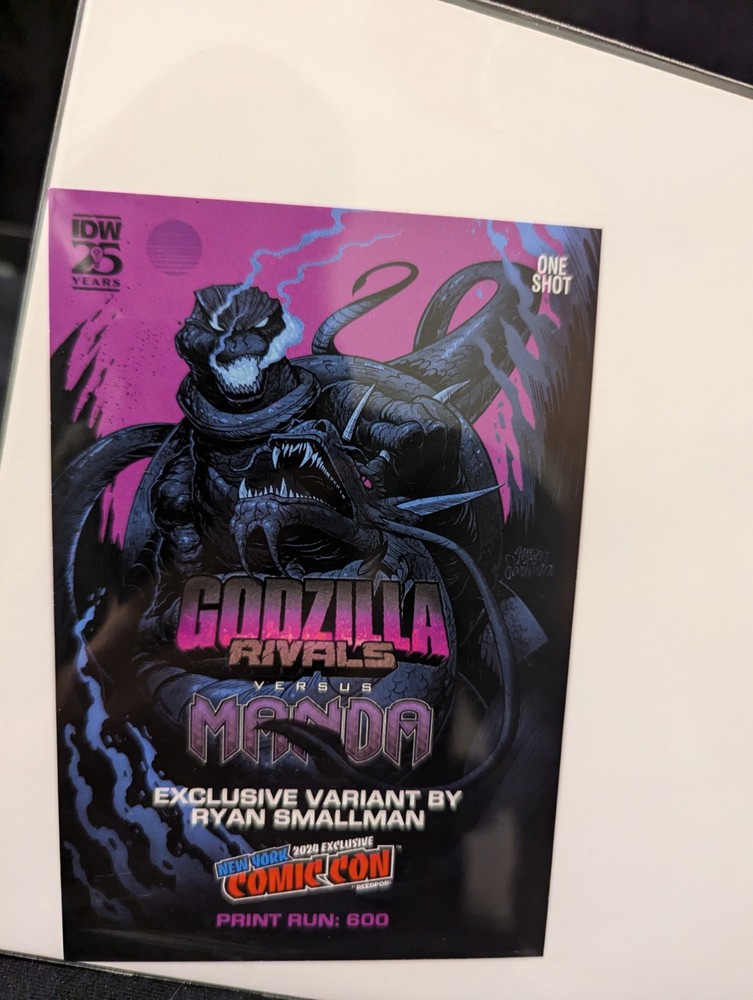 IDW
25
YEARS
ONE
SHOT
GODZILLA
RIVALS
VERSUS
MANDA
EXCLUSIVE VARIANT BY
RYAN SMALLMAN
2024 EXCLUSIVE
NEW YORK
COMIC CON
REEDPOP
PRINT RUN: 600